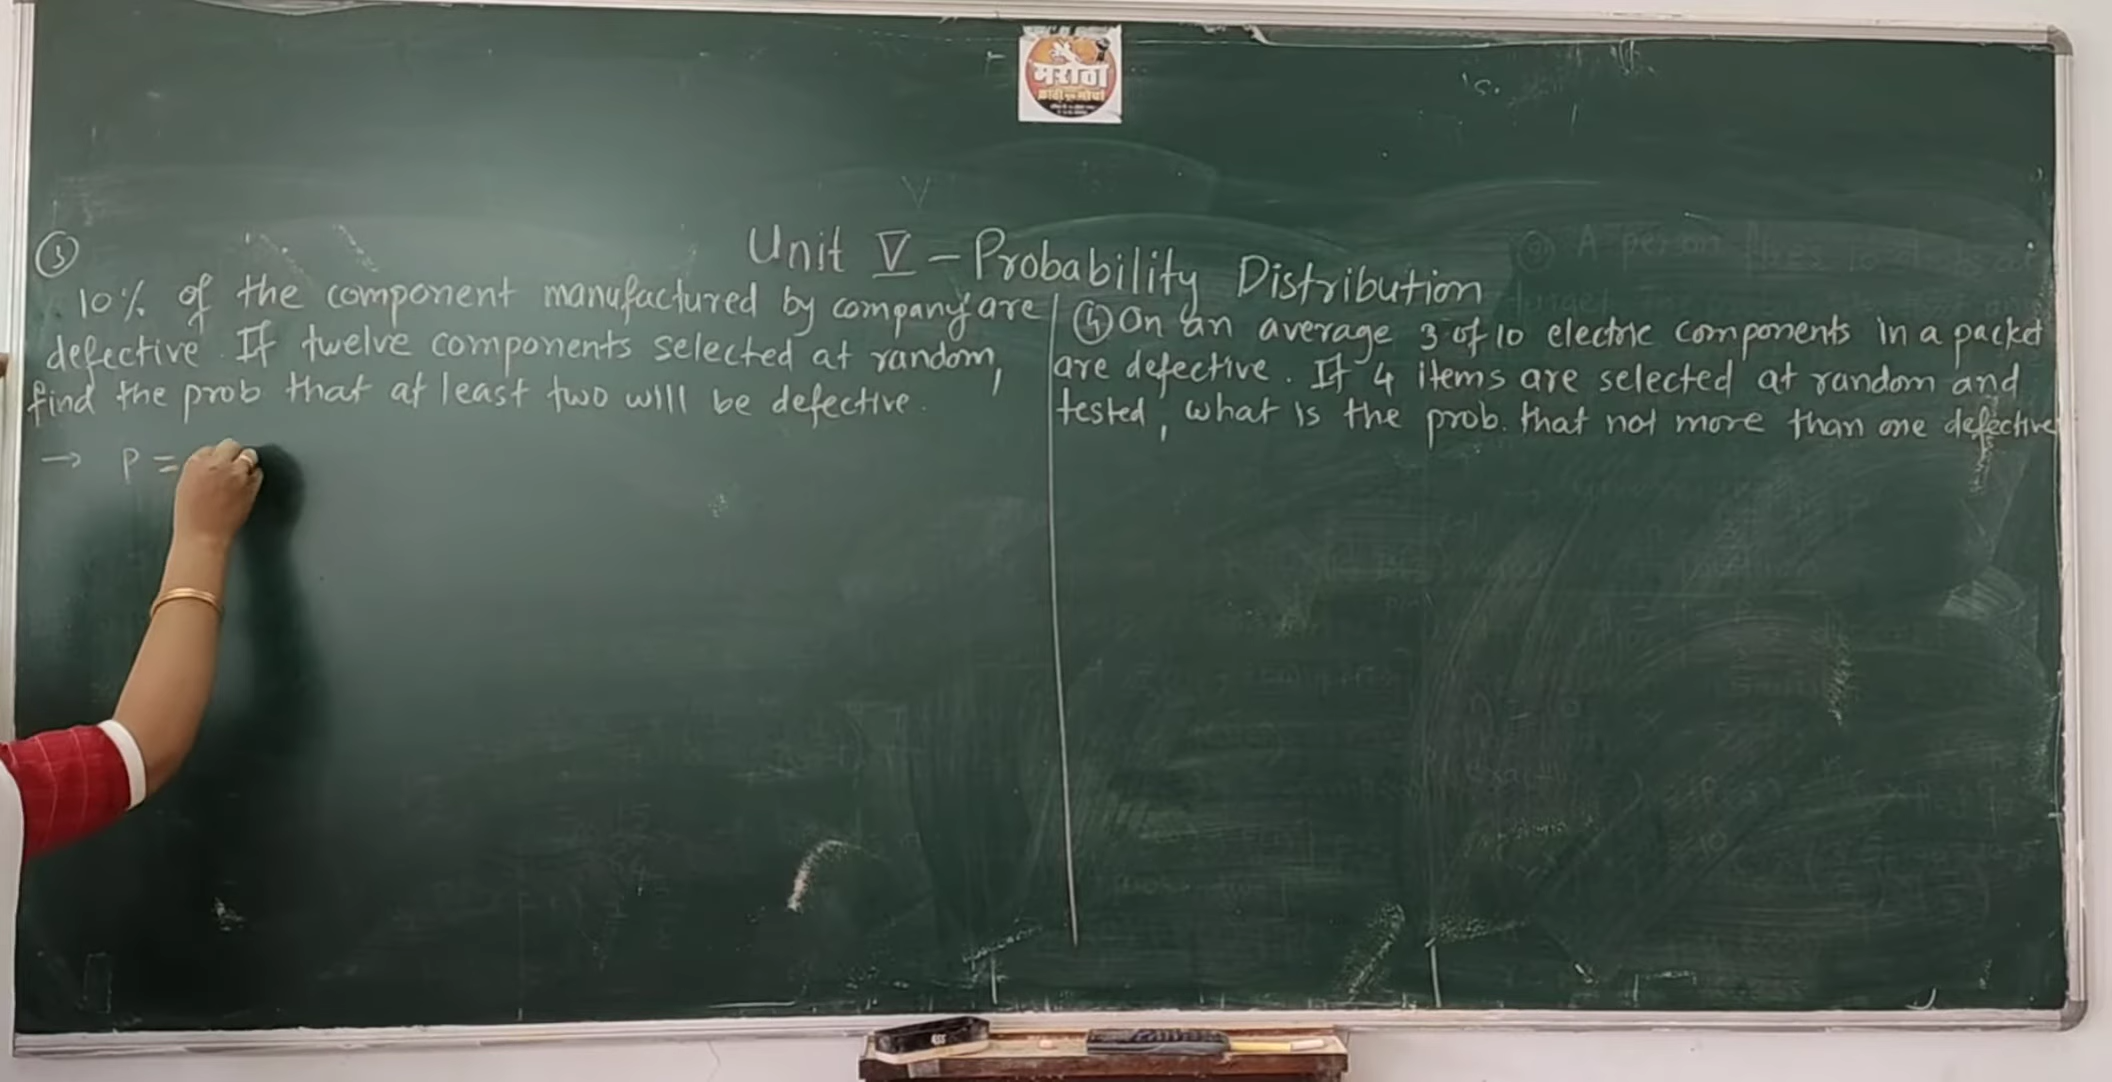 मराठा
Unit V - Probability Distribution
③
10% of the component manufactured by company are
defective. If twelve components selected at random,
find the prob that at least two will be defective.
→ P =
④ On an average 3 of 10 electric components in a packet
are defective. If 4 items are selected at random and
tested, what is the prob. that not more than one defective